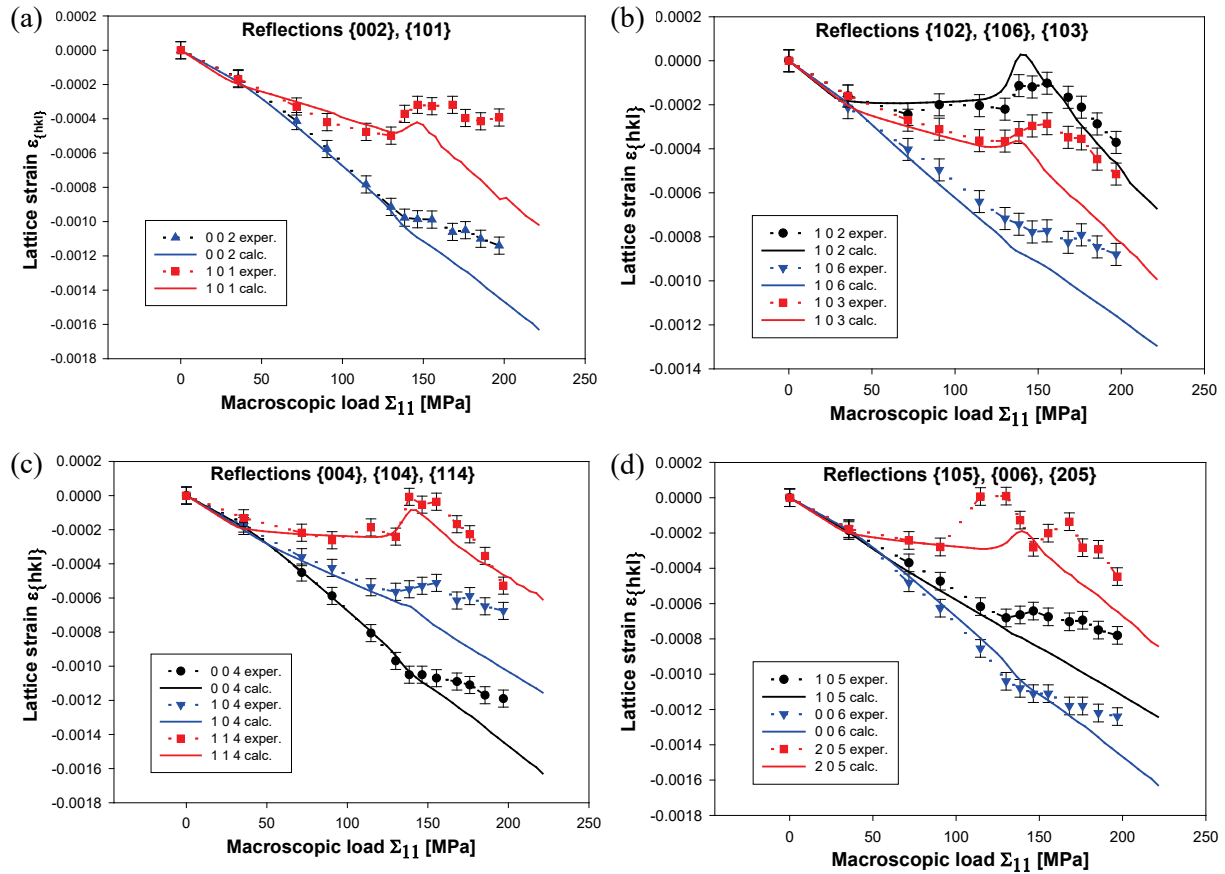 (a)
Reflections {002}, {101}
Lattice strain ε{hkl}
0.0002
0.0000
-0.0002
-0.0004
-0.0006
-0.0008
-0.0010
-0.0012
-0.0014
-0.0016
-0.0018
0 0 2 exper.
0 0 2 calc.
1 0 1 exper.
1 0 1 calc.
0 50 100 150 200 250
Macroscopic load Σ11 [MPa]
(b)
Reflections {102}, {106}, {103}
Lattice strain ε{hkl}
0.0002
0.0000
-0.0002
-0.0004
-0.0006
-0.0008
-0.0010
-0.0012
-0.0014
1 0 2 exper.
1 0 2 calc.
1 0 6 exper.
1 0 6 calc.
1 0 3 exper.
1 0 3 calc.
0 50 100 150 200 250
Macroscopic load Σ11 [MPa]
(c)
Reflections {004}, {104}, {114}
Lattice strain ε{hkl}
0.0002
0.0000
-0.0002
-0.0004
-0.0006
-0.0008
-0.0010
-0.0012
-0.0014
-0.0016
-0.0018
0 0 4 exper.
0 0 4 calc.
1 0 4 exper.
1 0 4 calc.
1 1 4 exper.
1 1 4 calc.
0 50 100 150 200 250
Macroscopic load Σ11 [MPa]
(d)
Reflections {105}, {006}, {205}
Lattice strain ε{hkl}
0.0002
0.0000
-0.0002
-0.0004
-0.0006
-0.0008
-0.0010
-0.0012
-0.0014
-0.0016
-0.0018
1 0 5 exper.
1 0 5 calc.
0 0 6 exper.
0 0 6 calc.
2 0 5 exper.
2 0 5 calc.
0 50 100 150 200 250
Macroscopic load Σ11 [MPa]